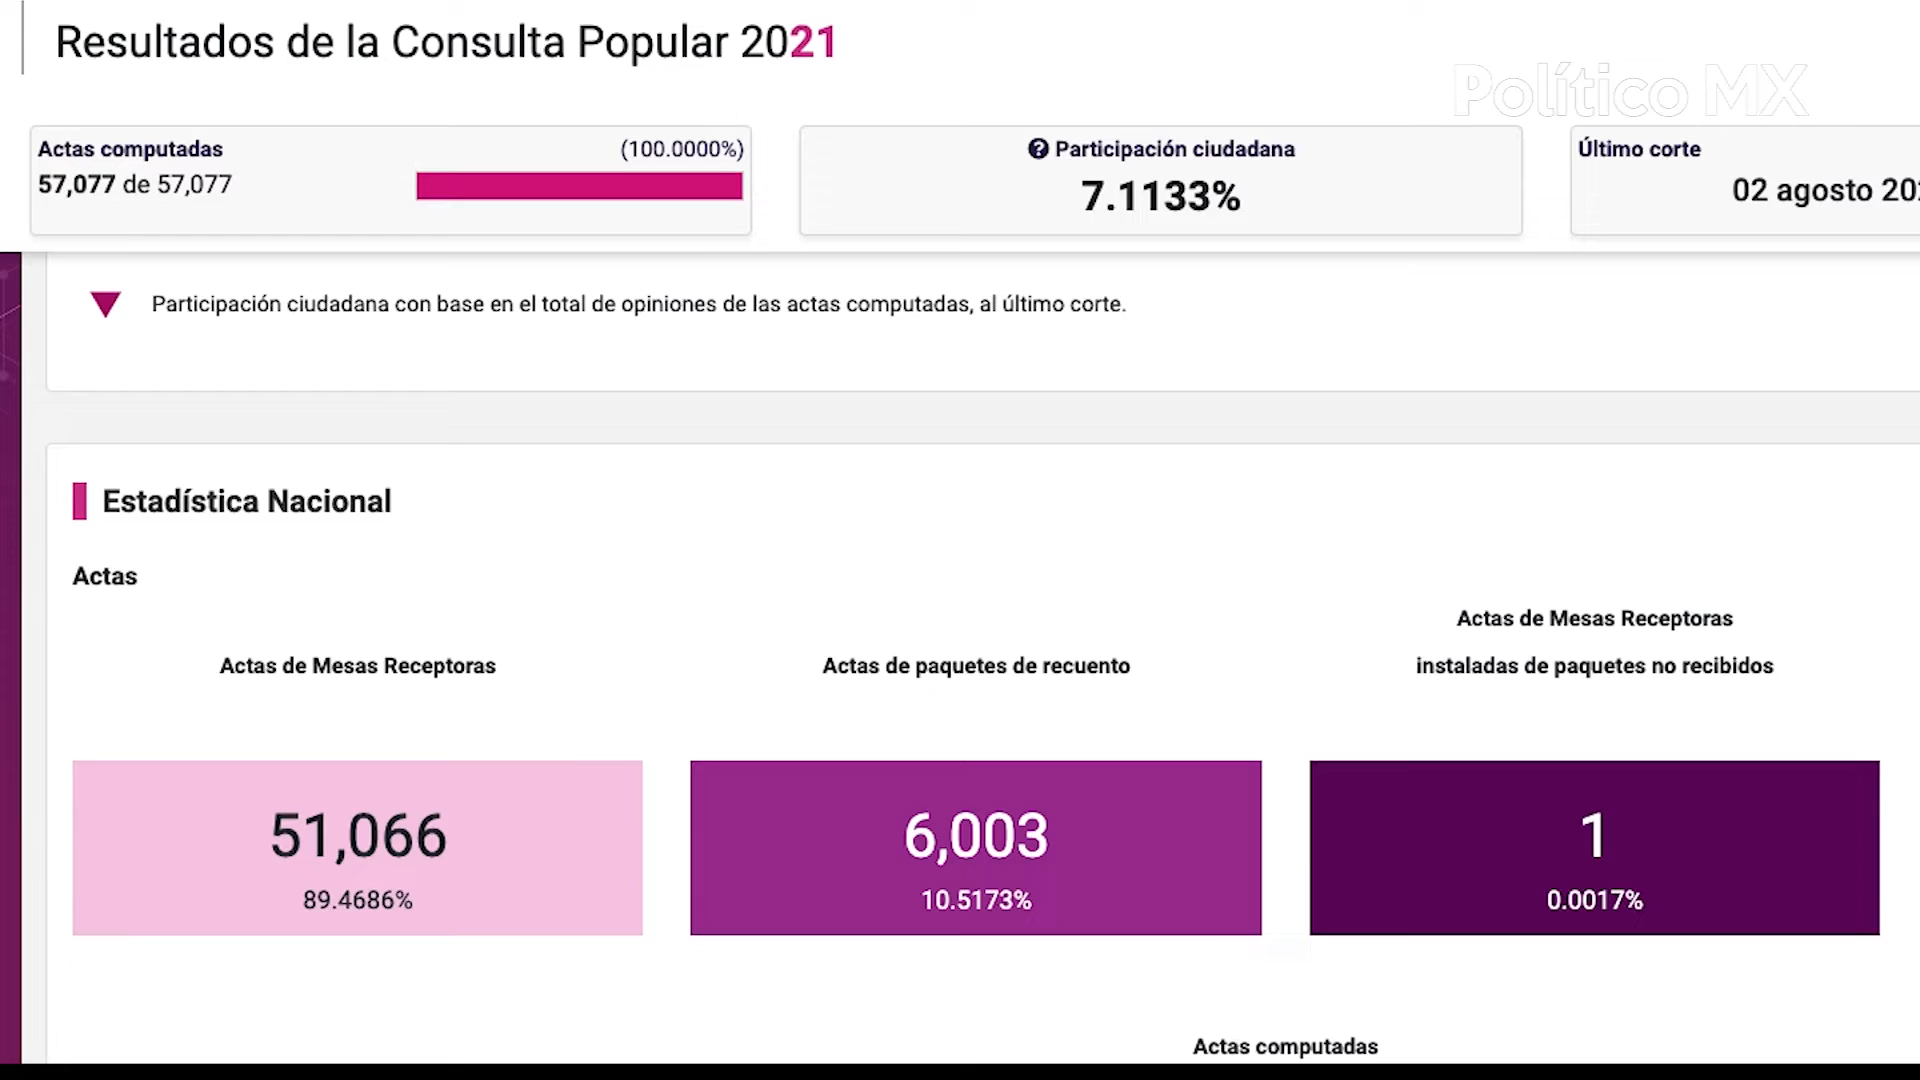 Resultados de la Consulta Popular 2021
Político MX
Actas computadas
(100.0000%)
57,077 de 57,077
Participación ciudadana
7.1133%
Último corte
02 agosto 20
Participación ciudadana con base en el total de opiniones de las actas computadas, al último corte.
Estadística Nacional
Actas
Actas de Mesas Receptoras
51,066
89.4686%
Actas de paquetes de recuento
6,003
10.5173%
Actas de Mesas Receptoras
instaladas de paquetes no recibidos
1
0.0017%
Actas computadas